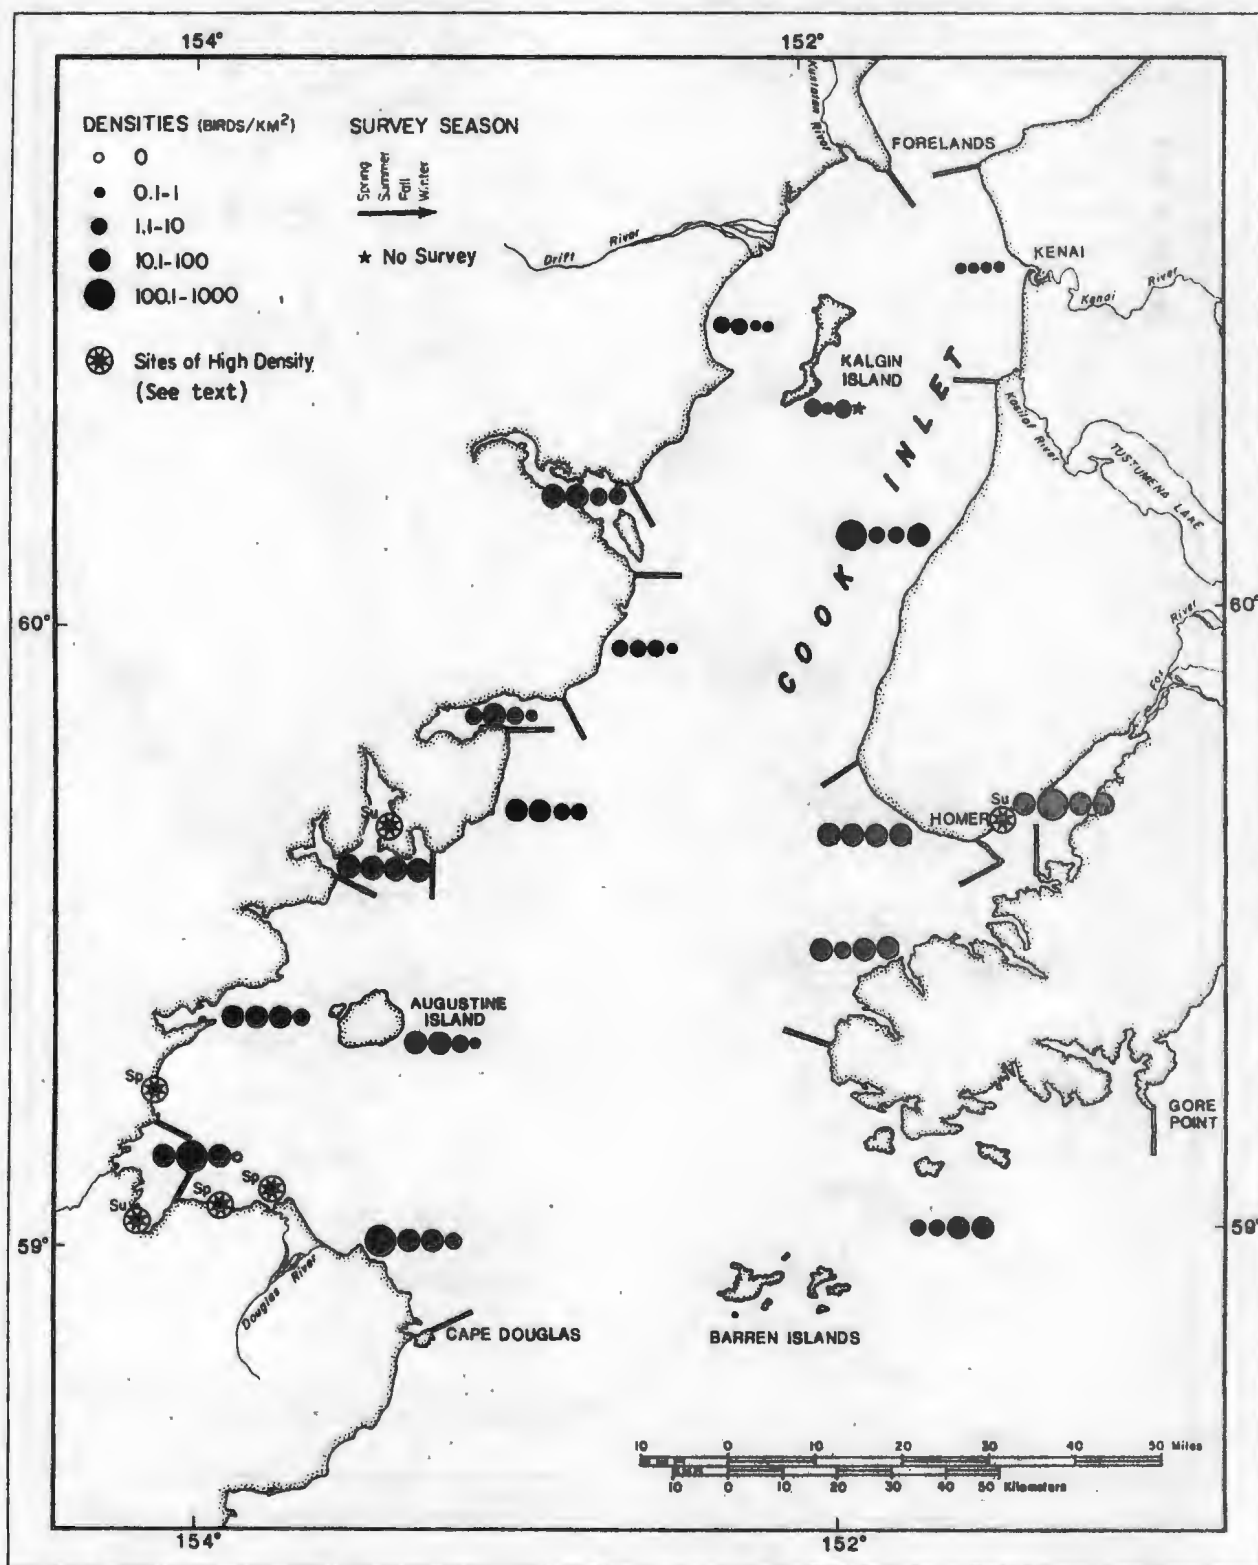 154°
152°
DENSITIES (BIRDS/KM²)
0
0.1-1
1.1-10
10.1-100
100.1-1000
Sites of High Density
(See text)
SURVEY SEASON
Spring
Summer
Fall
Winter
★ No Survey
Kustatan River
FORELANDS
Drift River
KENAI
Kenai River
KALGIN
ISLAND
Kasilof River
TUSTUMENA
LAKE
COOK INLET
60°
60°
Fox River
Su
Su
HOMER
AUGUSTINE
ISLAND
Sp
GORE
POINT
Sp
Sp
Su
59°
59°
Douglas River
CAPE DOUGLAS
BARREN ISLANDS
10 0 10 20 30 40 50 Miles
10 0 10 20 30 40 50 Kilometers
154°
152°